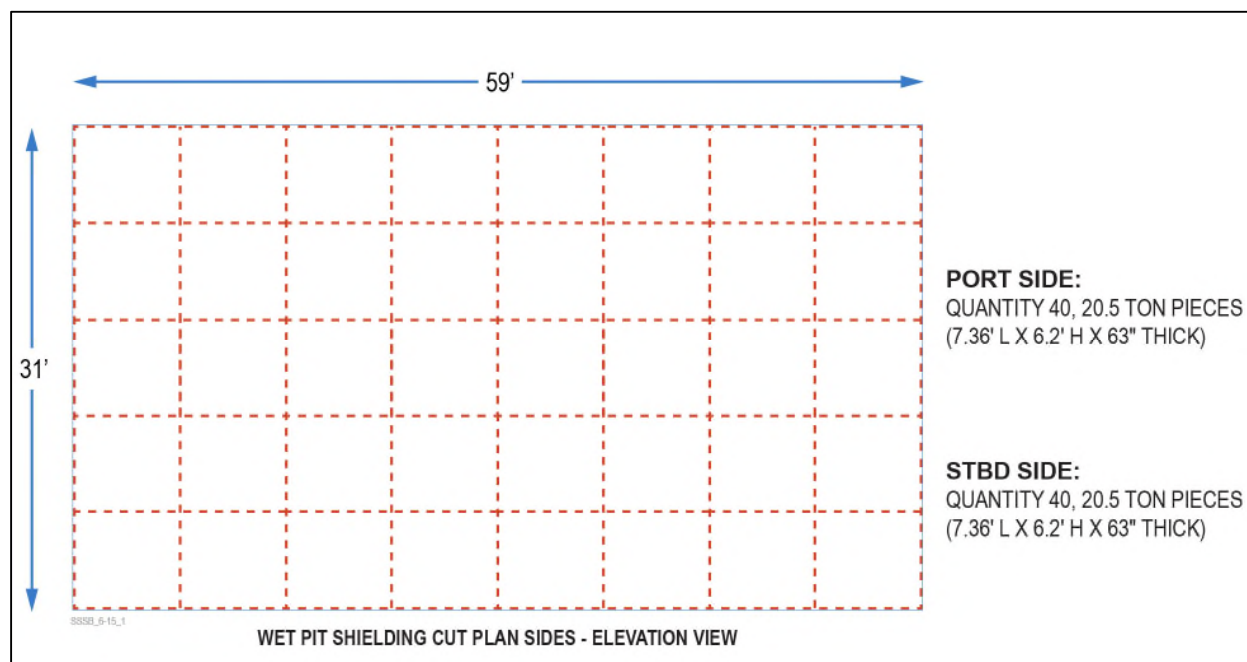 59'
31'
PORT SIDE:
QUANTITY 40, 20.5 TON PIECES
(7.36' L X 6.2' H X 63" THICK)
STBD SIDE:
QUANTITY 40, 20.5 TON PIECES
(7.36' L X 6.2' H X 63" THICK)
SSSB_6-15_1
WET PIT SHIELDING CUT PLAN SIDES - ELEVATION VIEW